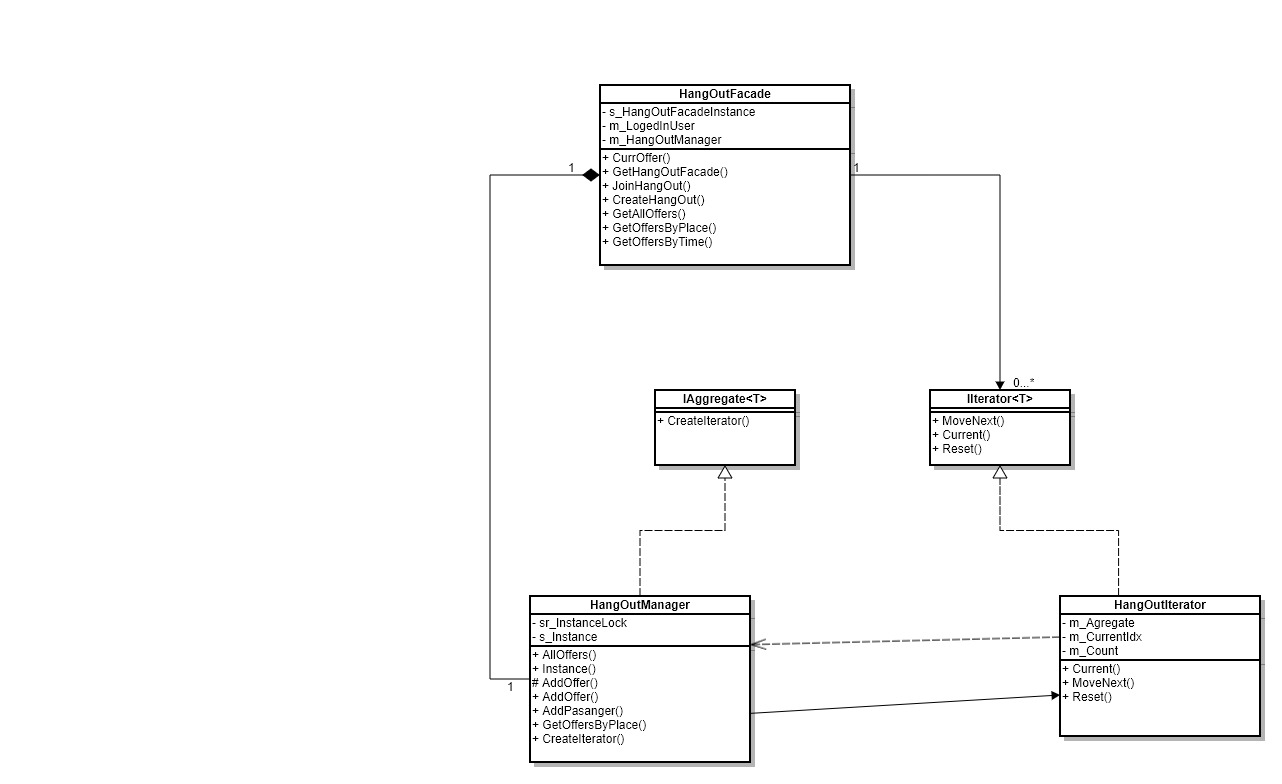 HangOutFacade
- s_HangOutFacadeInstance
- m_LogedInUser
- m_HangOutManager
+ CurrOffer()
+ GetHangOutFacade()
+ JoinHangOut()
+ CreateHangOut()
+ GetAllOffers()
+ GetOffersByPlace()
+ GetOffersByTime()
1
1
0...*
IAggregate<T>
+ CreateIterator()
IIterator<T>
+ MoveNext()
+ Current()
+ Reset()
HangOutManager
- sr_InstanceLock
- s_Instance
+ AllOffers()
+ Instance()
# AddOffer()
+ AddOffer()
+ AddPasanger()
+ GetOffersByPlace()
+ CreateIterator()
1
HangOutIterator
- m_Agregate
- m_CurrentIdx
- m_Count
+ Current()
+ MoveNext()
+ Reset()